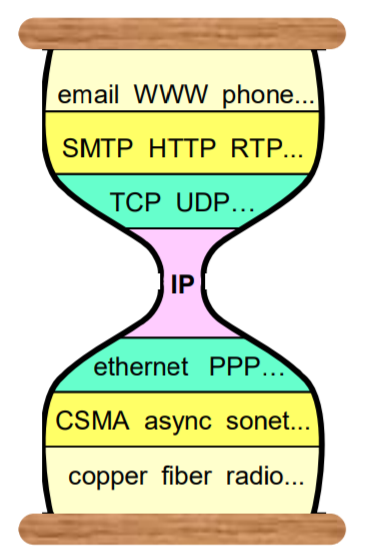 email WWW phone...
SMTP HTTP RTP...
TCP UDP...
IP
ethernet PPP...
CSMA async sonet...
copper fiber radio...